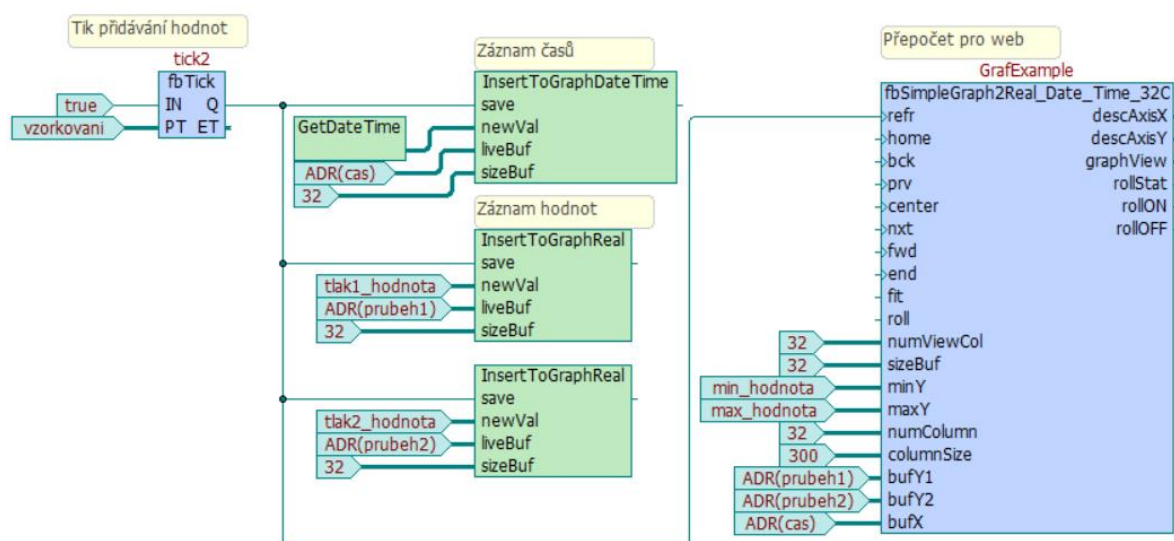 Tik přidávání hodnot
tick2
fbTick
true
IN Q
vzorkovani
PT ET
Záznam časů
InsertToGraphDateTime
save
GetDateTime
newVal
ADR(cas)
liveBuf
32
sizeBuf
Záznam hodnot
InsertToGraphReal
save
tlak1_hodnota
newVal
ADR(prubeh1)
liveBuf
32
sizeBuf
InsertToGraphReal
save
tlak2_hodnota
newVal
ADR(prubeh2)
liveBuf
32
sizeBuf
Přepočet pro web
GrafExample
fbSimpleGraph2Real_Date_Time_32C
refr descAxisX
home descAxisY
bck graphView
prv rollStat
center rollON
nxt rollOFF
fwd
end
fit
roll
32 numViewCol
32 sizeBuf
min_hodnota minY
max_hodnota maxY
32 numColumn
300 columnSize
ADR(prubeh1) bufY1
ADR(prubeh2) bufY2
ADR(cas) bufX